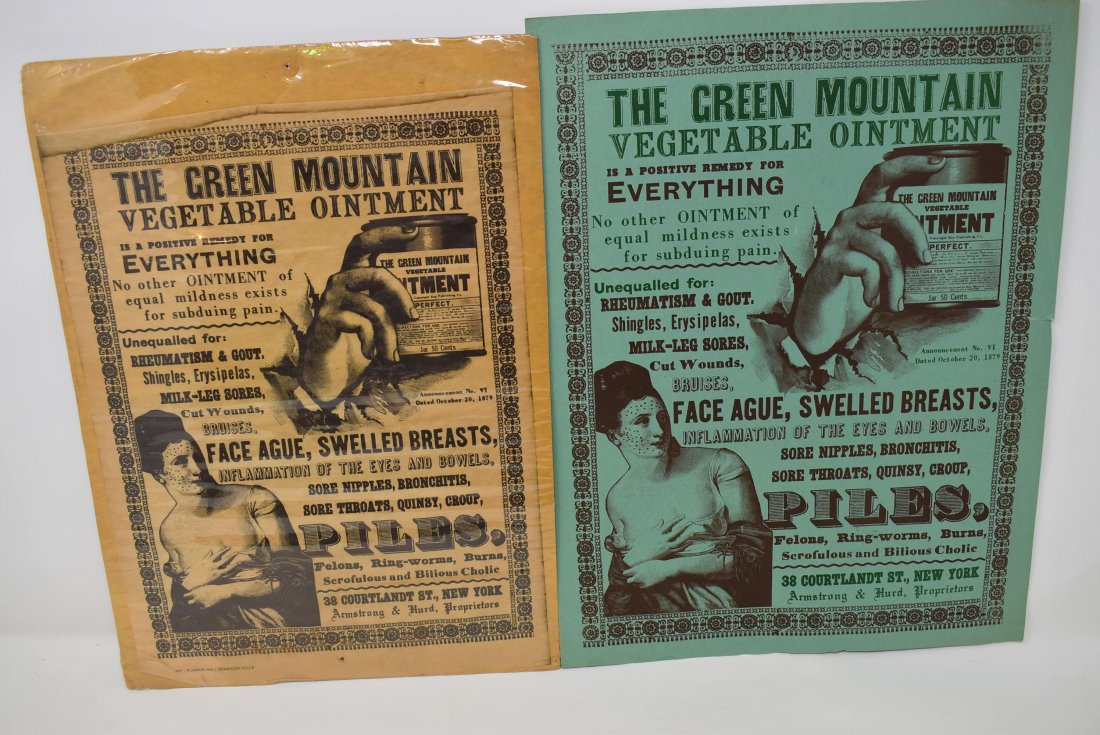 THE GREEN MOUNTAIN
VEGETABLE OINTMENT
IS A POSITIVE REMEDY FOR
EVERYTHING
No other OINTMENT of
equal mildness exists
for subduing pain.
THE GREEN MOUNTAIN
VEGETABLE
NTMENT
PERFECT.
Jar 50 Cents
Unequalled for:
RHEUMATISM & GOUT.
Shingles, Erysipelas,
MILK-LEG SORES,
Cut Wounds,
BRUISES,
Announcement No. VI
Dated October 20, 1879
FACE AGUE, SWELLED BREASTS,
INFLAMMATION OF THE EYES AND BOWELS,
SORE NIPPLES, BRONCHITIS,
SORE THROATS, QUINSY, CROUP,
PILES,
Felons, Ring-worms, Burns,
Scrofulous and Bilious Cholic
38 COURTLANDT ST., NEW YORK
Armstrong & Hurd, Proprietors
GRANADA HILLS
THE GREEN MOUNTAIN
VEGETABLE OINTMENT
IS A POSITIVE REMEDY FOR
EVERYTHING
No other OINTMENT of
equal mildness exists
for subduing pain.
THE GREEN MOUNTAIN
VEGETABLE
NTMENT
PERFECT.
DIRECTIONS FOR USE
Jar 50 Cents
Unequalled for:
RHEUMATISM & GOUT.
Shingles, Erysipelas,
MILK-LEG SORES,
Cut Wounds,
BRUISES,
Announcement No. VI
Dated October 20, 1879
FACE AGUE, SWELLED BREASTS,
INFLAMMATION OF THE EYES AND BOWELS,
SORE NIPPLES, BRONCHITIS,
SORE THROATS, QUINSY, CROUP,
PILES,
Felons, Ring-worms, Burns,
Scrofulous and Bilious Cholic
38 COURTLANDT ST., NEW YORK
Armstrong & Hurd, Proprietors